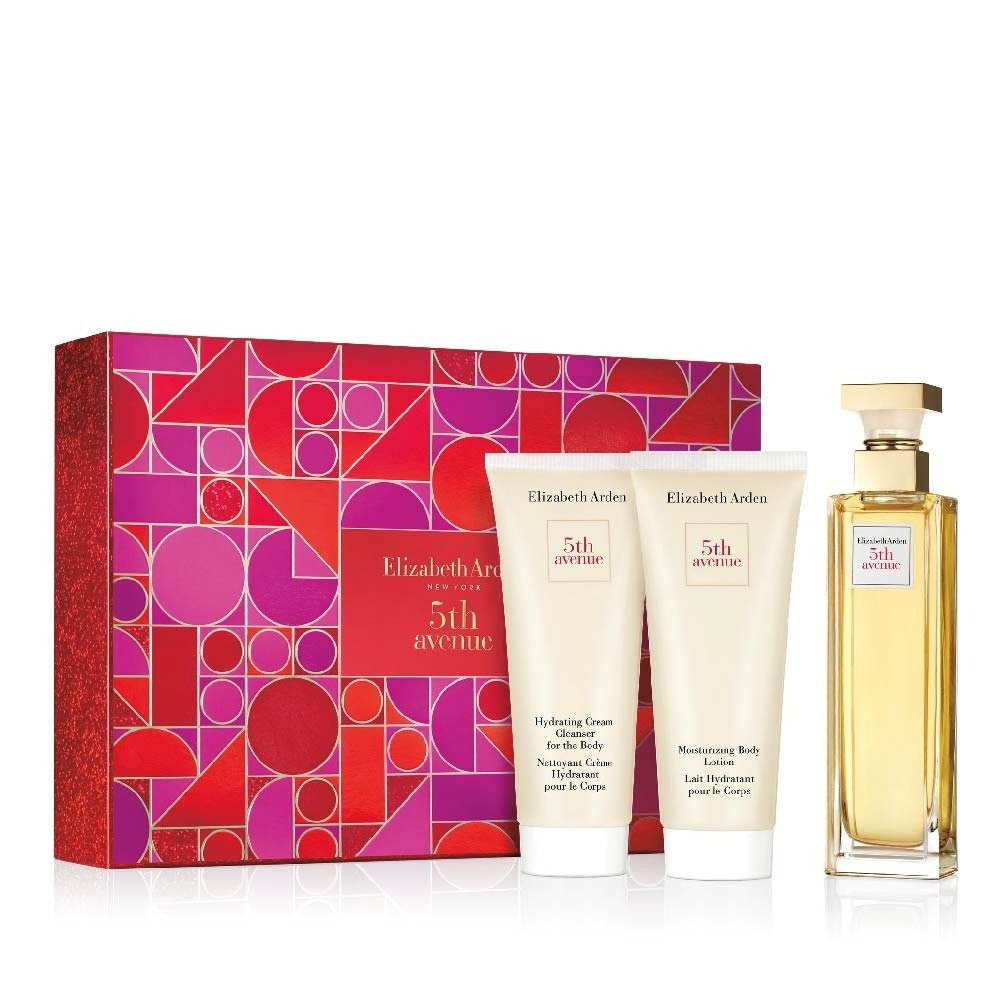 Elizabeth Ard
NEW YORK
5th
avenue
Elizabeth Arden
5th
avenue
Hydrating Cream
Cleanser
for the Body
Nettoyant Crème
Hydratant
pour le Corps
Elizabeth Arden
5th
avenue
Moisturizing Body
Lotion
Lait Hydratant
pour le Corps
Elizabeth Arden
5th
avenue